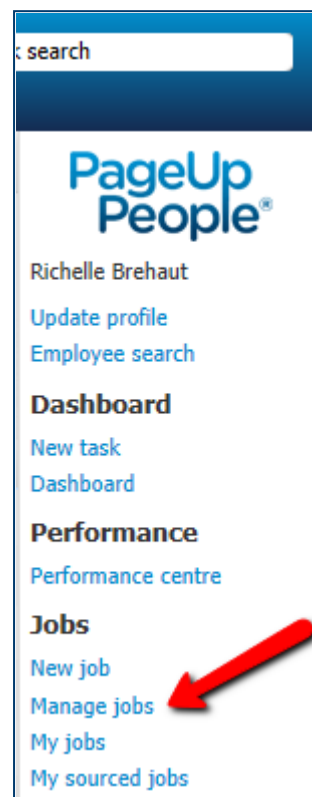 search
PageUp
People®
Richelle Brehaut
Update profile
Employee search
Dashboard
New task
Dashboard
Performance
Performance centre
Jobs
New job
Manage jobs
My jobs
My sourced jobs